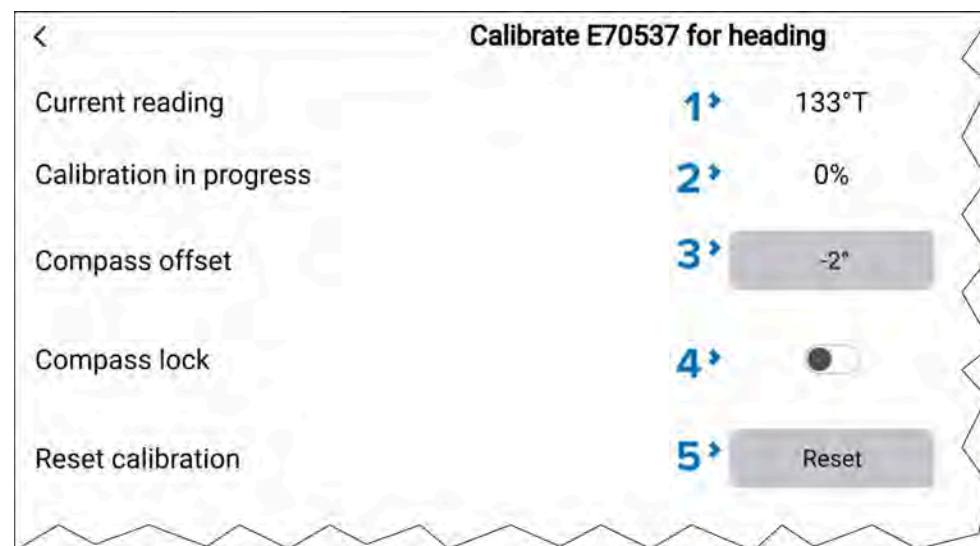 Calibrate E70537 for heading
Current reading 1 133°T
Calibration in progress 2 0%
Compass offset 3 -2°
Compass lock 4
Reset calibration 5 Reset